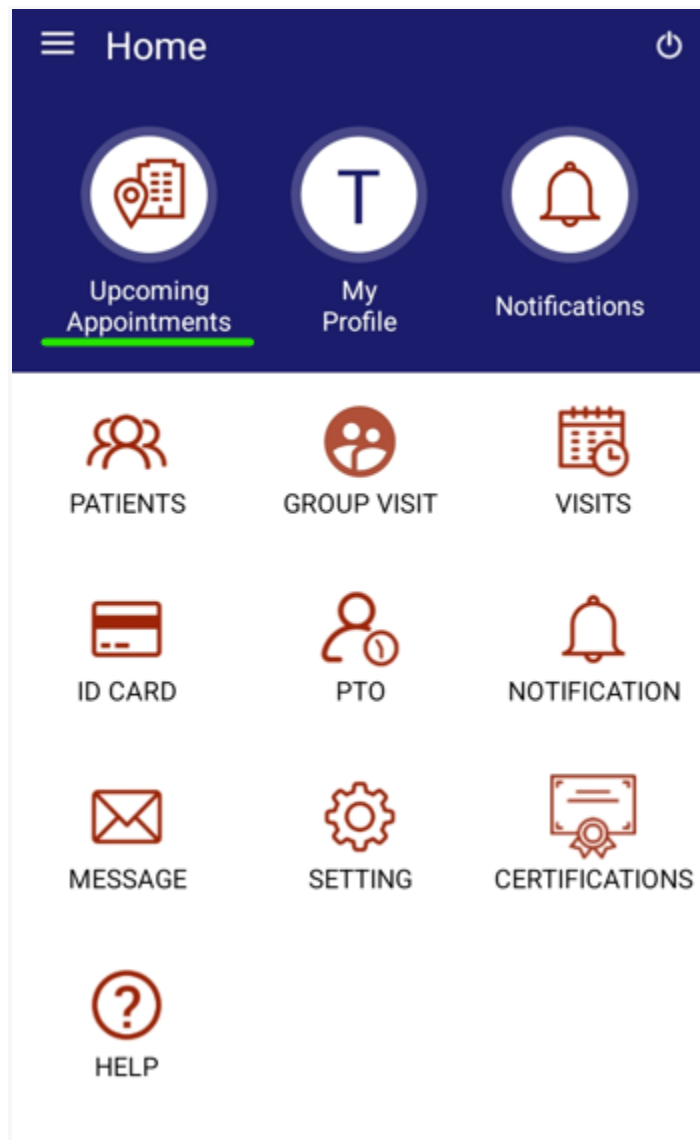 Home
T
Upcoming
Appointments
My
Profile
Notifications
PATIENTS
GROUP VISIT
VISITS
ID CARD
PTO
NOTIFICATION
MESSAGE
SETTING
CERTIFICATIONS
?
HELP